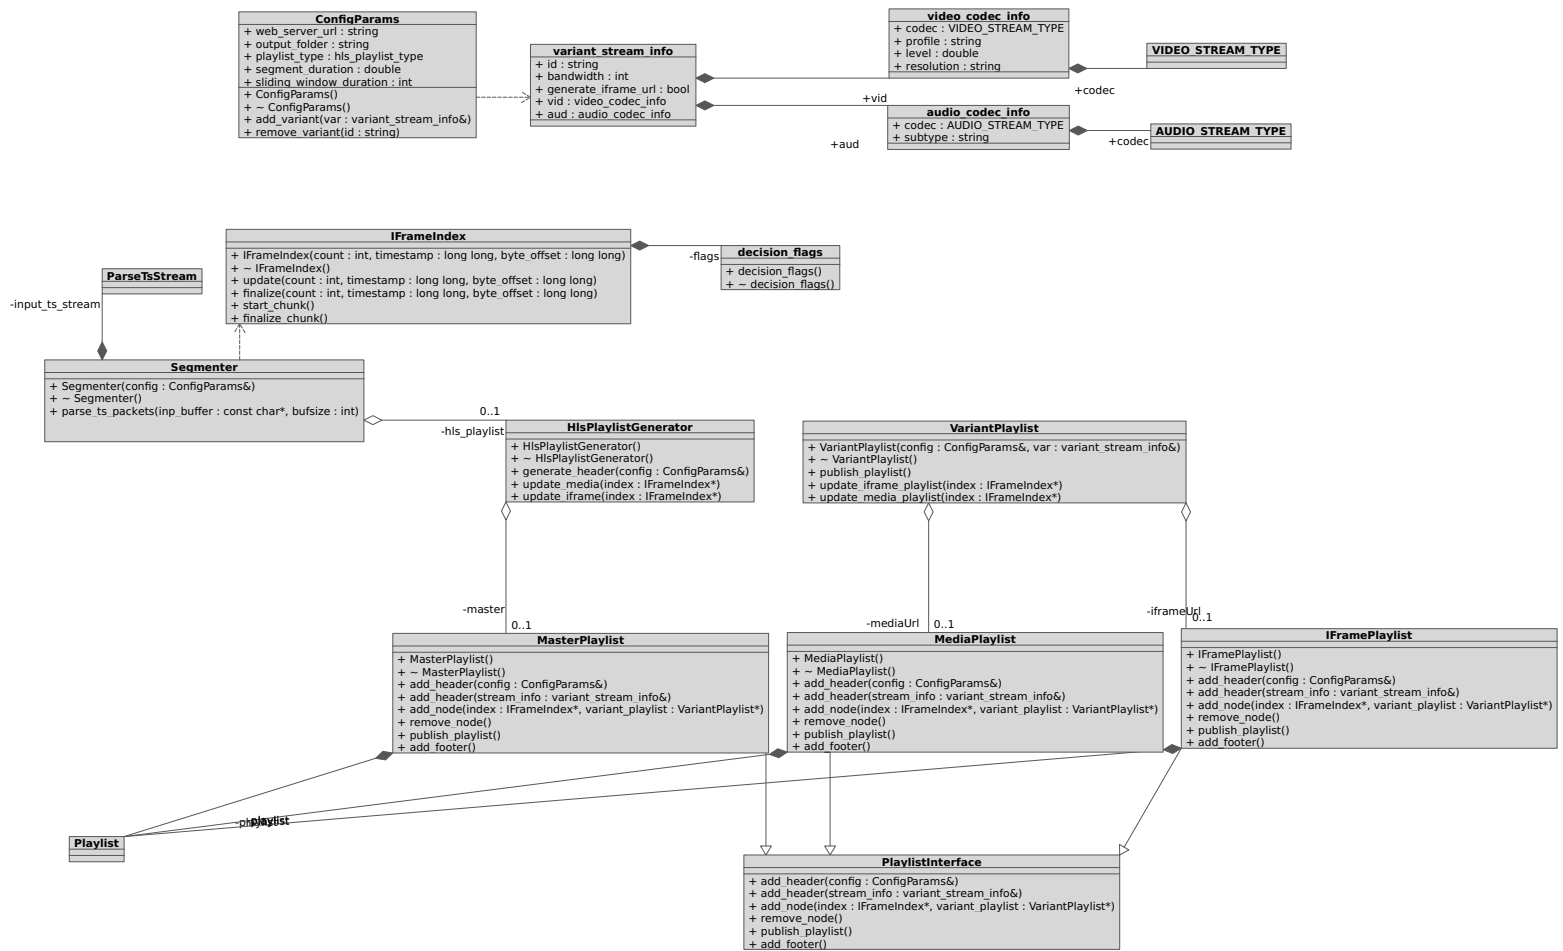 ConfigParams
+ web_server_url : string
+ output_folder : string
+ playlist_type : hls_playlist_type
+ segment_duration : double
+ sliding_window_duration : int
+ ConfigParams()
+ ~ ConfigParams()
+ add_variant(var : variant_stream_info&)
+ remove_variant(id : string)
variant_stream_info
+ id : string
+ bandwidth : int
+ generate_iframe_url : bool
+ vid : video_codec_info
+ aud : audio_codec_info
video_codec_info
+ codec : VIDEO_STREAM_TYPE
+ profile : string
+ level : double
+ resolution : string
VIDEO_STREAM_TYPE
+codec
+vid
audio_codec_info
+ codec : AUDIO_STREAM_TYPE
+ subtype : string
AUDIO_STREAM_TYPE
+codec
+aud
IFrameIndex
+ IFrameIndex(count : int, timestamp : long long, byte_offset : long long)
+ ~ IFrameIndex()
+ update(count : int, timestamp : long long, byte_offset : long long)
+ finalize(count : int, timestamp : long long, byte_offset : long long)
+ start_chunk()
+ finalize_chunk()
-flags
decision_flags
+ decision_flags()
+ ~ decision_flags()
ParseTsStream
-input_ts_stream
Segmenter
+ Segmenter(config : ConfigParams&)
+ ~ Segmenter()
+ parse_ts_packets(inp_buffer : const char*, bufsize : int)
0..1
-hls_playlist
HlsPlaylistGenerator
+ HlsPlaylistGenerator()
+ ~ HlsPlaylistGenerator()
+ generate_header(config : ConfigParams&)
+ update_media(index : IFrameIndex*)
+ update_iframe(index : IFrameIndex*)
VariantPlaylist
+ VariantPlaylist(config : ConfigParams&, var : variant_stream_info&)
+ ~ VariantPlaylist()
+ publish_playlist()
+ update_iframe_playlist(index : IFrameIndex*)
+ update_media_playlist(index : IFrameIndex*)
-master
0..1
-mediaUrl
0..1
-iframeUrl
0..1
MasterPlaylist
+ MasterPlaylist()
+ ~ MasterPlaylist()
+ add_header(config : ConfigParams&)
+ add_header(stream_info : variant_stream_info&)
+ add_node(index : IFrameIndex*, variant_playlist : VariantPlaylist*)
+ remove_node()
+ publish_playlist()
+ add_footer()
MediaPlaylist
+ MediaPlaylist()
+ ~ MediaPlaylist()
+ add_header(config : ConfigParams&)
+ add_header(stream_info : variant_stream_info&)
+ add_node(index : IFrameIndex*, variant_playlist : VariantPlaylist*)
+ remove_node()
+ publish_playlist()
+ add_footer()
IFramePlaylist
+ IFramePlaylist()
+ ~ IFramePlaylist()
+ add_header(config : ConfigParams&)
+ add_header(stream_info : variant_stream_info&)
+ add_node(index : IFrameIndex*, variant_playlist : VariantPlaylist*)
+ remove_node()
+ publish_playlist()
+ add_footer()
-playlist
Playlist
PlaylistInterface
+ add_header(config : ConfigParams&)
+ add_header(stream_info : variant_stream_info&)
+ add_node(index : IFrameIndex*, variant_playlist : VariantPlaylist*)
+ remove_node()
+ publish_playlist()
+ add_footer()